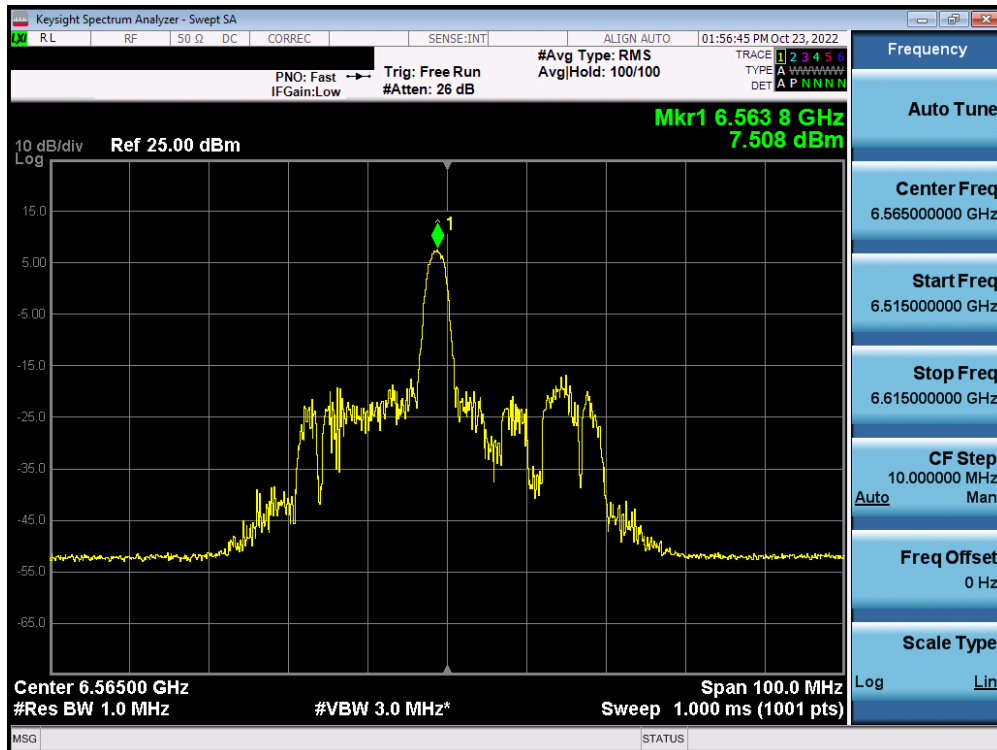 Keysight Spectrum Analyzer - Swept SA
LXI RL RF 50 Ω DC CORREC SENSE:INT ALIGN AUTO 01:56:45 PM Oct 23, 2022
PNO: Fast Trig: Free Run #Avg Type: RMS TRACE 1 2 3 4 5 6
IFGain:Low #Atten: 26 dB Avg|Hold: 100/100 TYPE A WWWWW
DET A P N N N N
Mkr1 6.563 8 GHz
7.508 dBm
10 dB/div Ref 25.00 dBm
Log
15.0
5.00
-5.00
-15.0
-25.0
-35.0
-45.0
-55.0
-65.0
1
Center 6.56500 GHz Span 100.0 MHz
#Res BW 1.0 MHz #VBW 3.0 MHz* Sweep 1.000 ms (1001 pts)
MSG STATUS
Frequency
Auto Tune
Center Freq
6.565000000 GHz
Start Freq
6.515000000 GHz
Stop Freq
6.615000000 GHz
CF Step
10.000000 MHz
Auto Man
Freq Offset
0 Hz
Scale Type
Log Lin